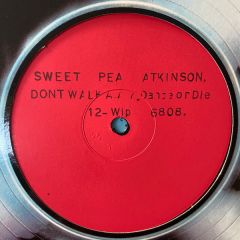 SWEET PEA ATKINSON.
DONT WALK Dance or Die
12-Wip 6808.